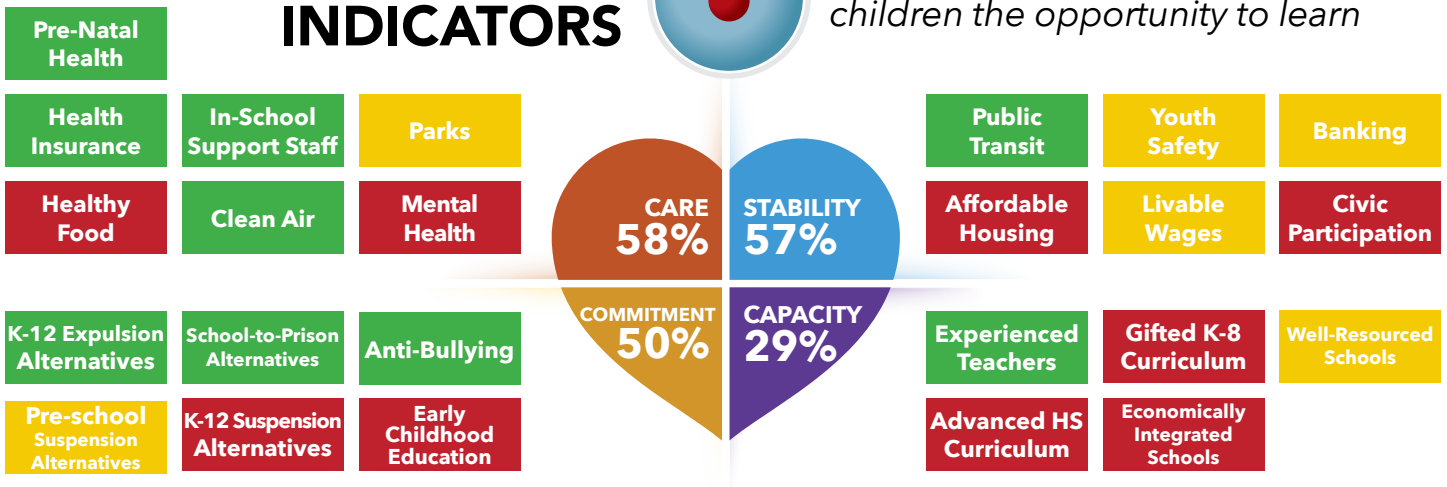 INDICATORS
children the opportunity to learn
Pre-Natal
Health
Health
Insurance
In-School
Support Staff
Parks
Healthy
Food
Clean Air
Mental
Health
CARE
58%
STABILITY
57%
Public
Transit
Youth
Safety
Banking
Affordable
Housing
Livable
Wages
Civic
Participation
K-12 Expulsion
Alternatives
School-to-Prison
Alternatives
Anti-Bullying
Pre-school
Suspension
Alternatives
K-12 Suspension
Alternatives
Early
Childhood
Education
COMMITMENT
50%
CAPACITY
29%
Experienced
Teachers
Gifted K-8
Curriculum
Well-Resourced
Schools
Advanced HS
Curriculum
Economically
Integrated
Schools